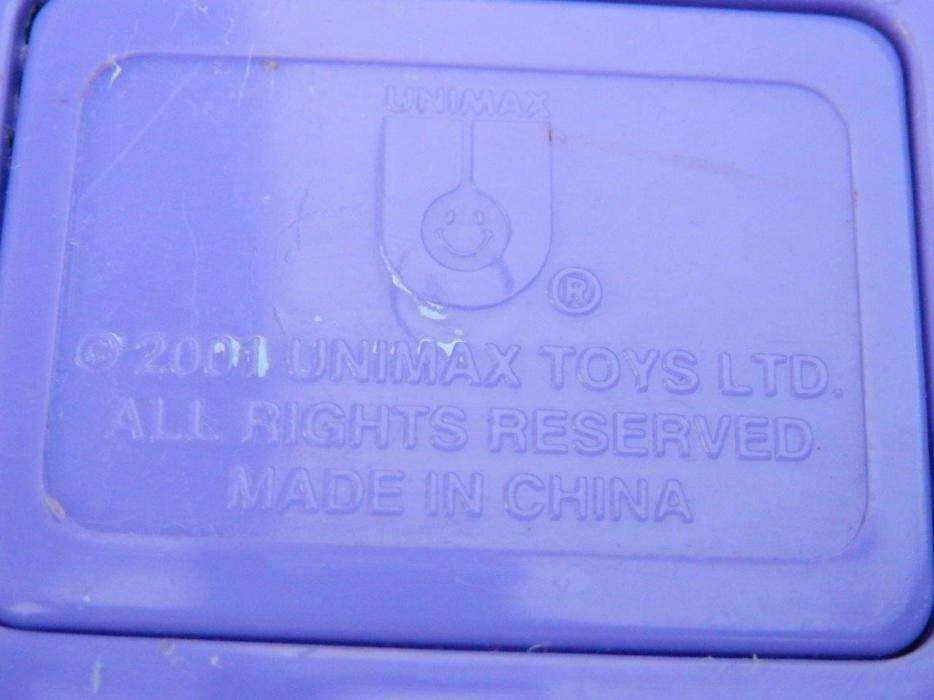 UNIMAX
®
© 2001 UNIMAX TOYS LTD.
ALL RIGHTS RESERVED
MADE IN CHINA